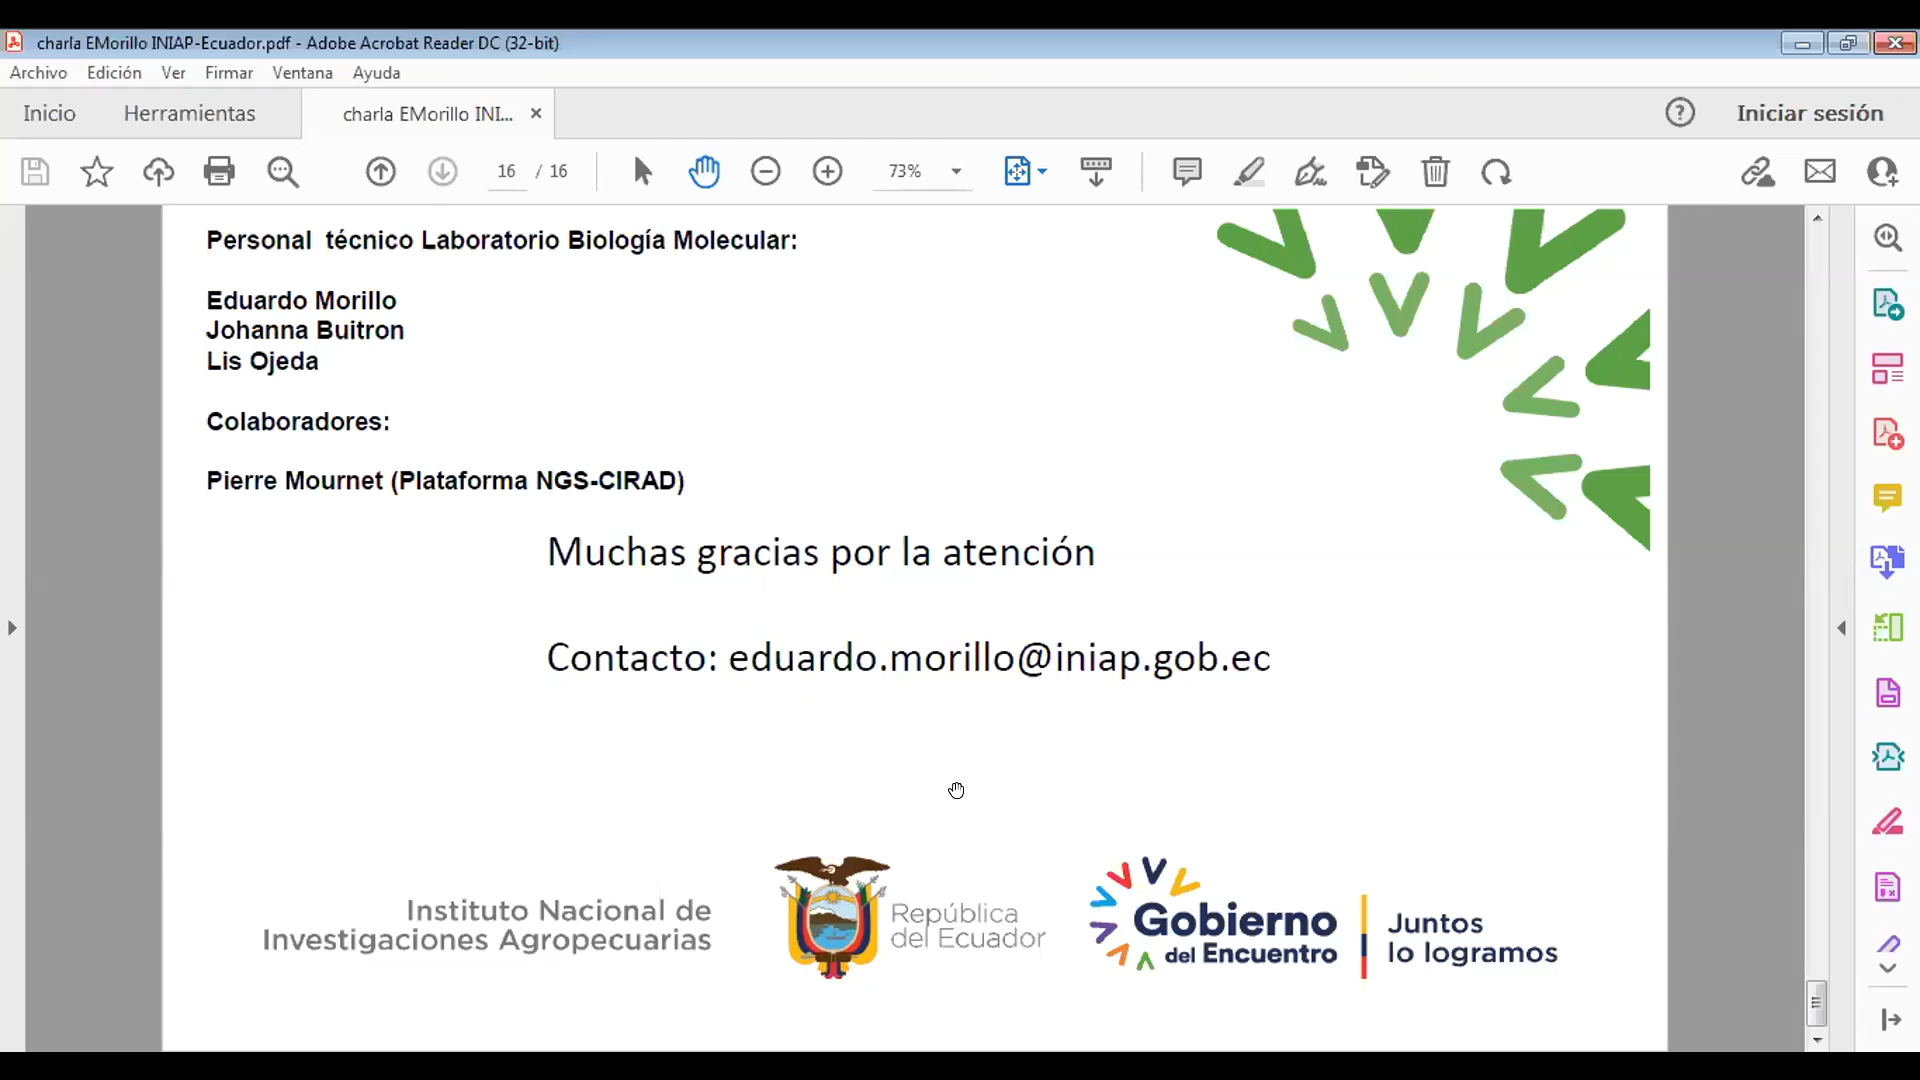 charla EMorillo INIAP-Ecuador.pdf - Adobe Acrobat Reader DC (32-bit)
Archivo Edición Ver Firmar Ventana Ayuda
Inicio Herramientas charla EMorillo INI... Iniciar sesión
16 / 16 73%
Personal técnico Laboratorio Biología Molecular:
Eduardo Morillo
Johanna Buitron
Lis Ojeda
Colaboradores:
Pierre Mournet (Plataforma NGS-CIRAD)
Muchas gracias por la atención
Contacto: eduardo.morillo@iniap.gob.ec
Instituto Nacional de
Investigaciones Agropecuarias
República
del Ecuador
Gobierno
del Encuentro
Juntos
lo logramos